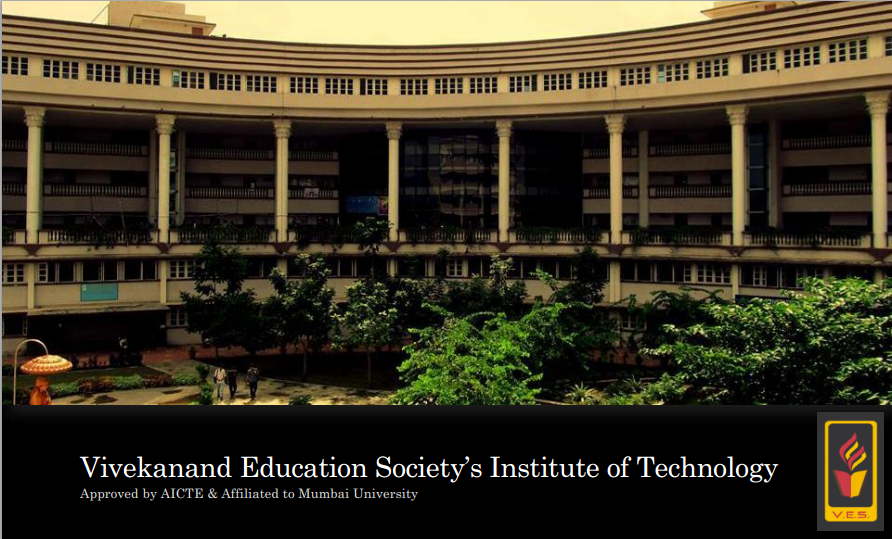 Vivekanand Education Society’s Institute of Technology
Approved by AICTE & Affiliated to Mumbai University
V.E.S.